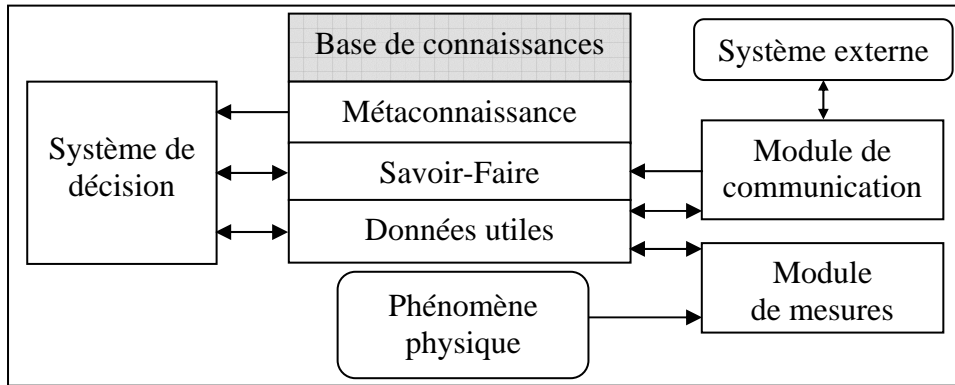 Base de connaissances
Système externe
Métaconnaissance
Système de
décision
Module de
communication
Savoir-Faire
Données utiles
Module
de mesures
Phénomène
physique